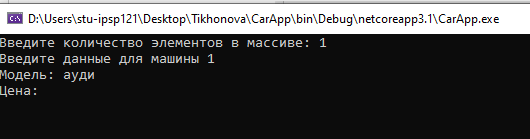 D:\Users\stu-ipsp121\Desktop\Tikhonova\CarApp\bin\Debug\netcoreapp3.1\CarApp.exe
Введите количество элементов в массиве: 1
Введите данные для машины 1
Модель: ауди
Цена: